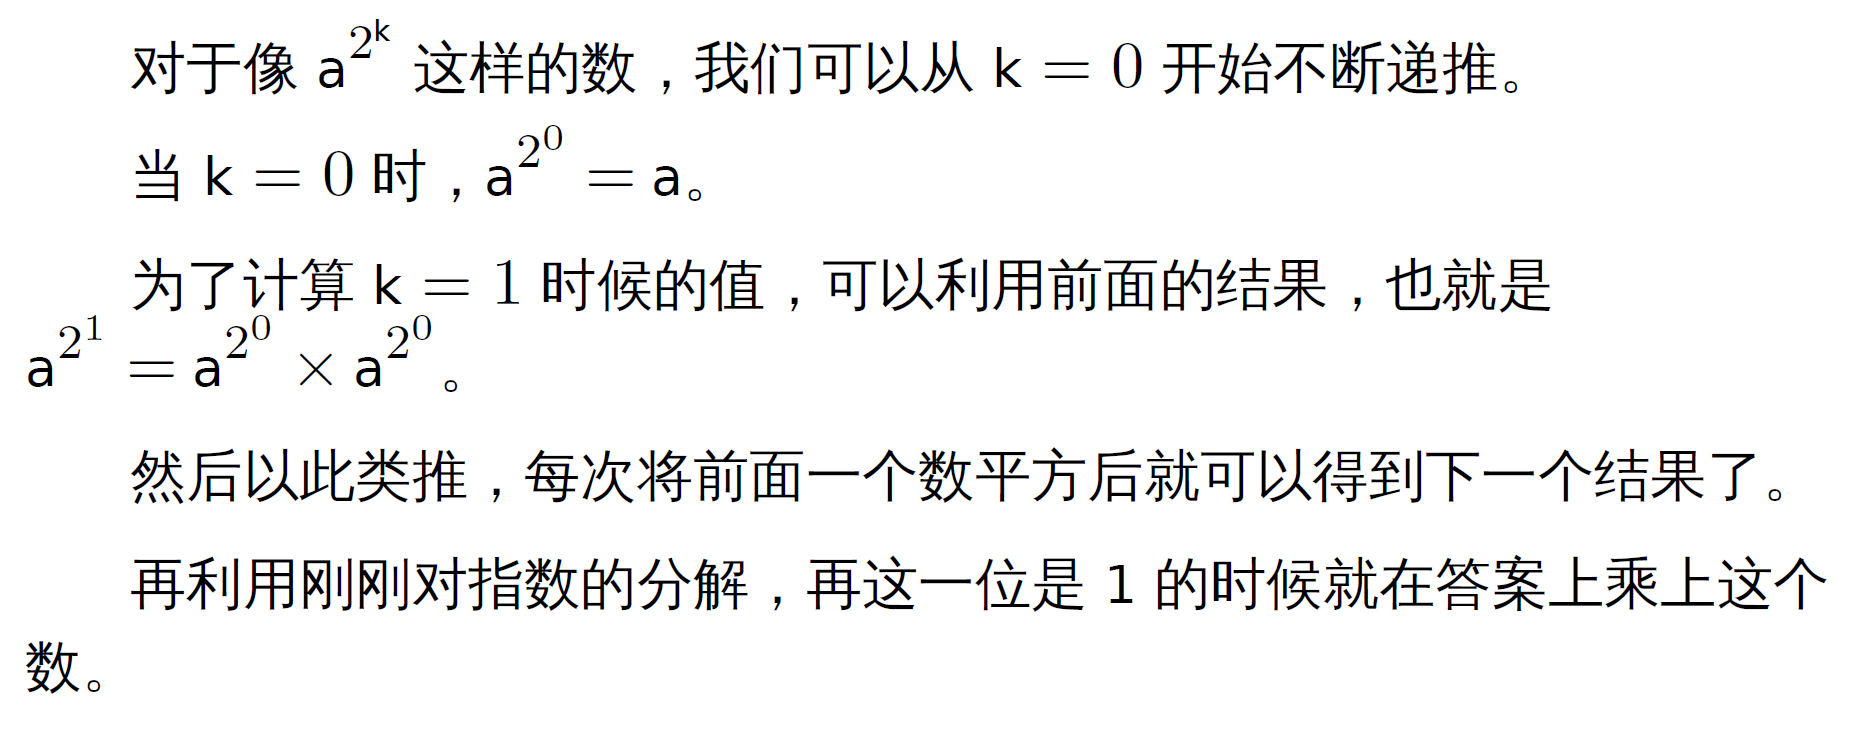 对于像 a^{2^k} 这样的数，我们可以从 k = 0 开始不断递推。
当 k = 0 时，a^{2^0} = a。
为了计算 k = 1 时候的值，可以利用前面的结果，也就是
a^{2^1} = a^{2^0} × a^{2^0}。
然后以此类推，每次将前面一个数平方后就可以得到下一个结果了。
再利用刚刚对指数的分解，再这一位是 1 的时候就在答案上乘上这个
数。